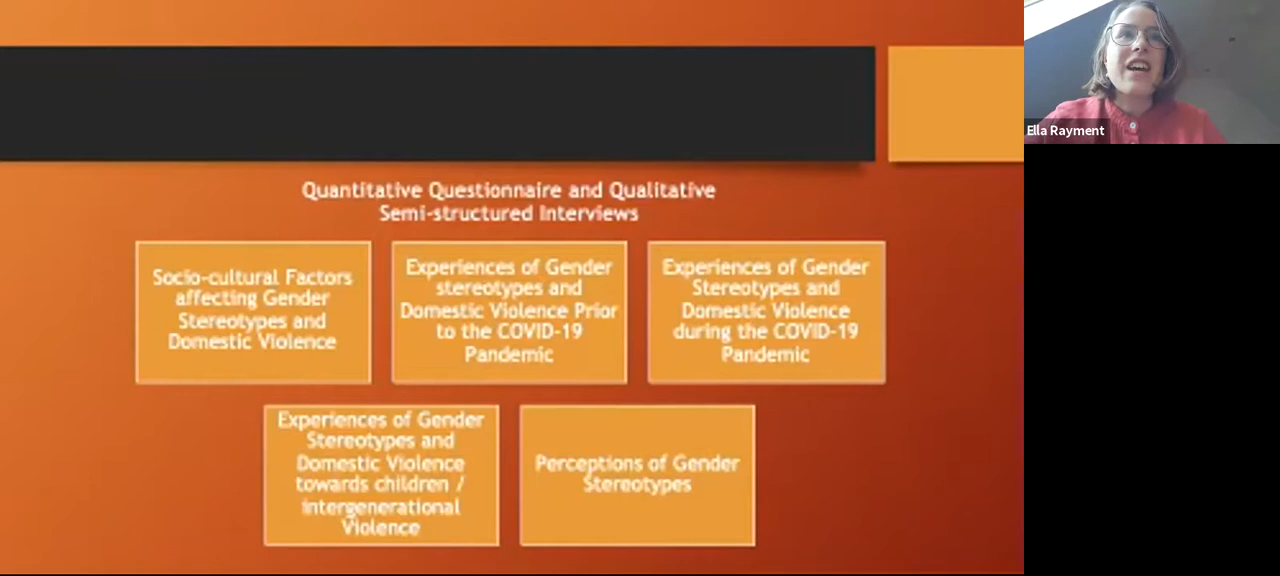 Quantitative Questionnaire and Qualitative
Semi-structured Interviews
Socio-cultural Factors
affecting Gender
Stereotypes and
Domestic Violence
Experiences of Gender
stereotypes and
Domestic Violence Prior
to the COVID-19
Pandemic
Experiences of Gender
Stereotypes and
Domestic Violence
during the COVID-19
Pandemic
Experiences of Gender
Stereotypes and
Domestic Violence
towards children /
intergenerational
Violence
Perceptions of Gender
Stereotypes
Ella Rayment